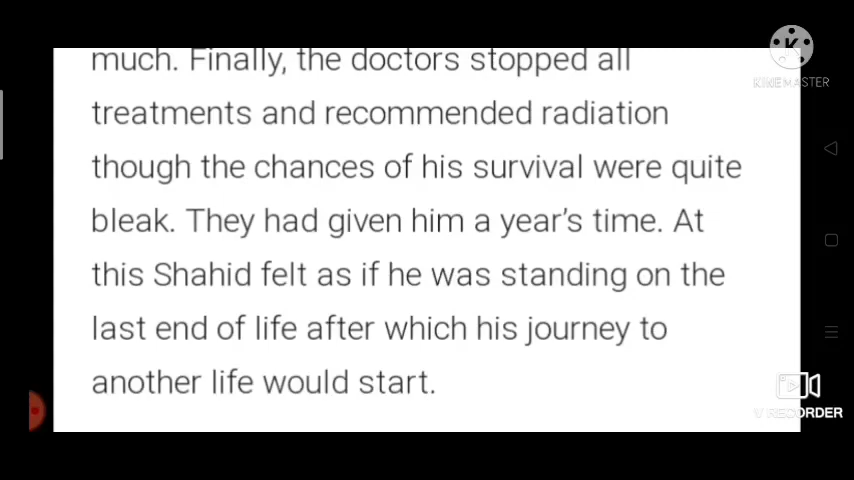 much. Finally, the doctors stopped all
treatments and recommended radiation
though the chances of his survival were quite
bleak. They had given him a year's time. At
this Shahid felt as if he was standing on the
last end of life after which his journey to
another life would start.
K
KINEMASTER
V RECORDER